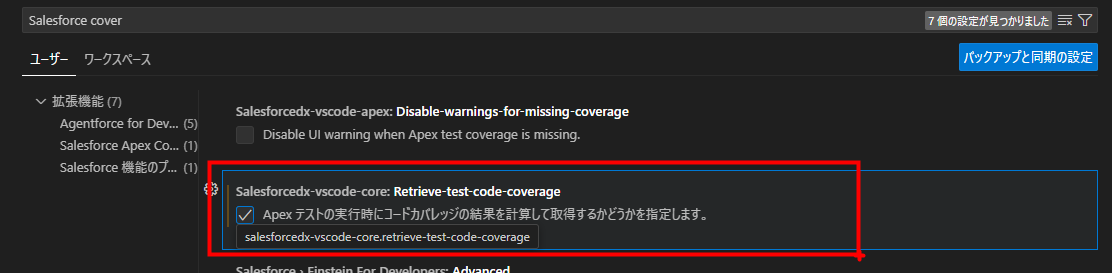 Salesforce cover
7 個の設定が見つかりました
ユーザー ワークスペース
バックアップと同期の設定
拡張機能 (7)
Agentforce for Dev... (5)
Salesforce Apex Co... (1)
Salesforce 機能のプ... (1)
Salesforcedx-vscode-apex: Disable-warnings-for-missing-coverage
Disable UI warning when Apex test coverage is missing.
Salesforcedx-vscode-core: Retrieve-test-code-coverage
Apex テストの実行時にコードカバレッジの結果を計算して取得するかどうかを指定します。
salesforcedx-vscode-core.retrieve-test-code-coverage
Salesforce › Einstein For Developers: Advanced